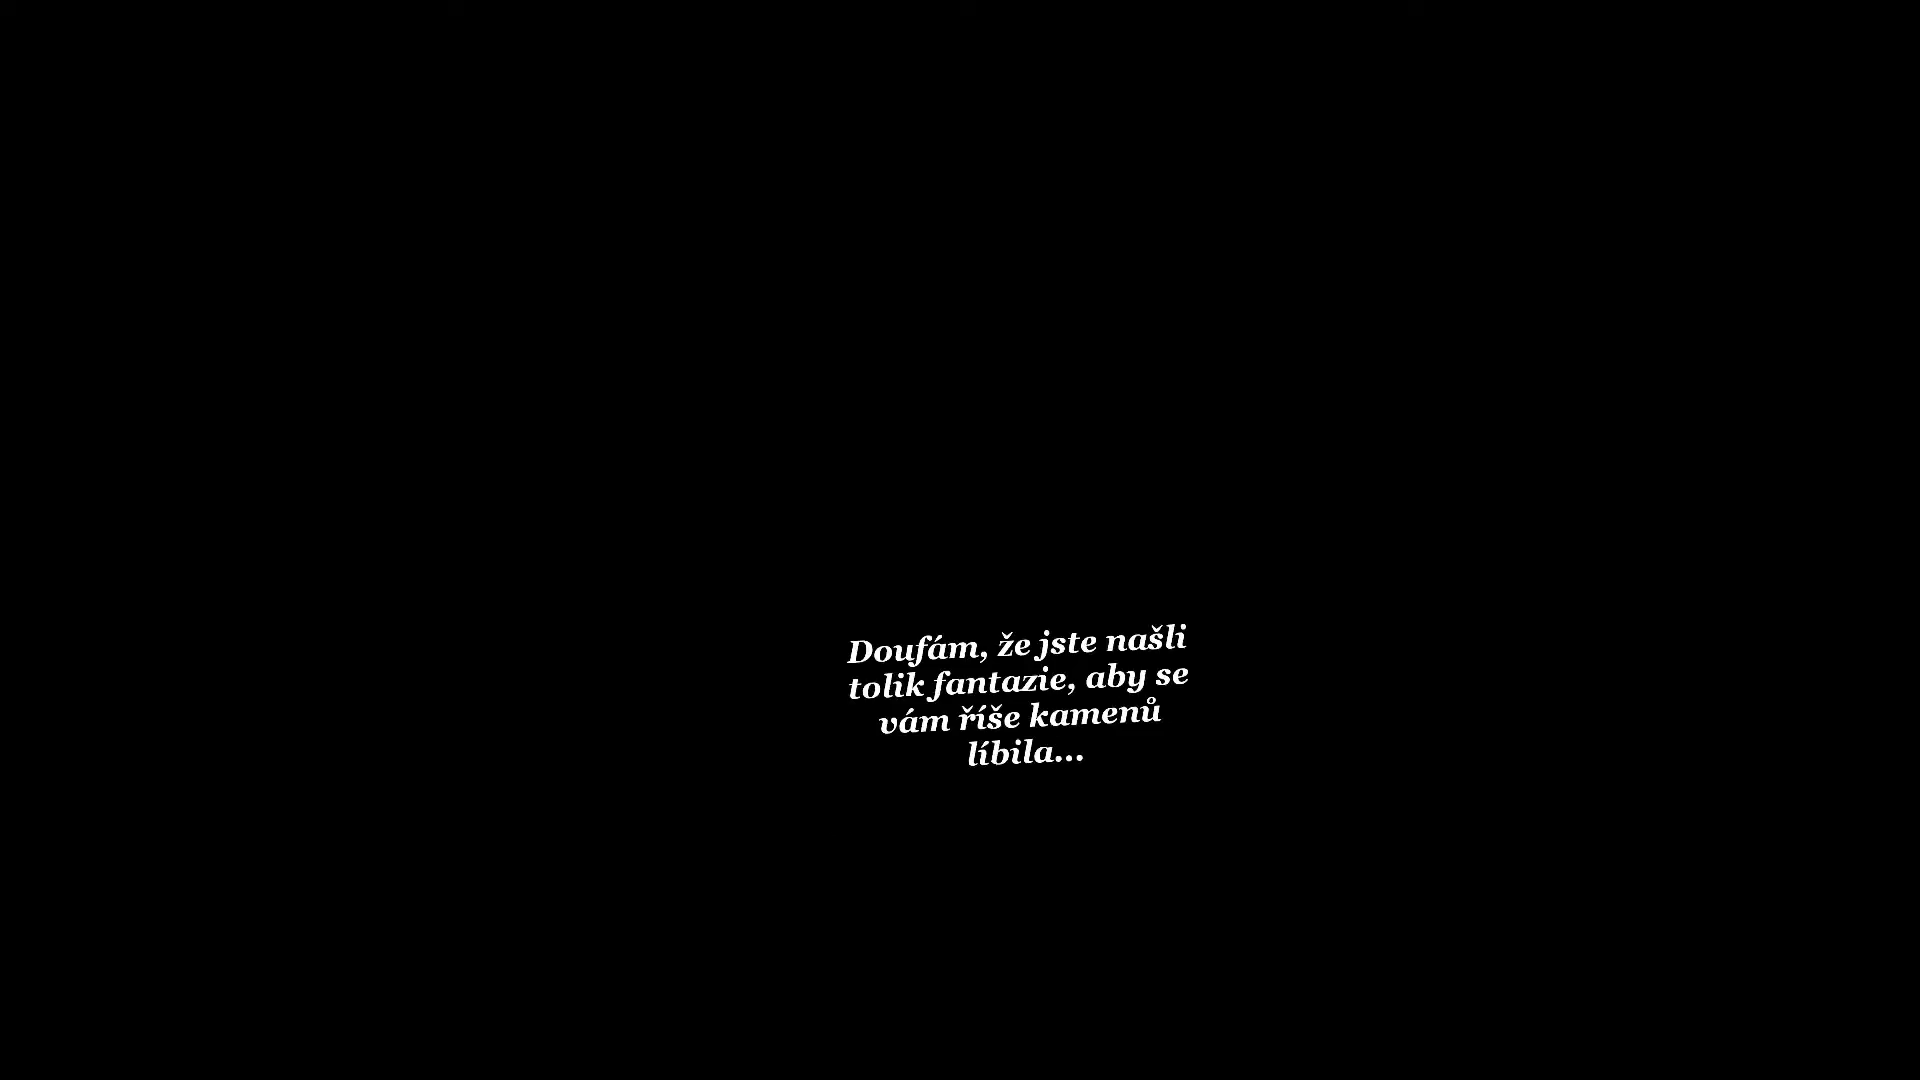 Doufám, že jste našli
tolik fantazie, aby se
vám říše kamenů
líbila...